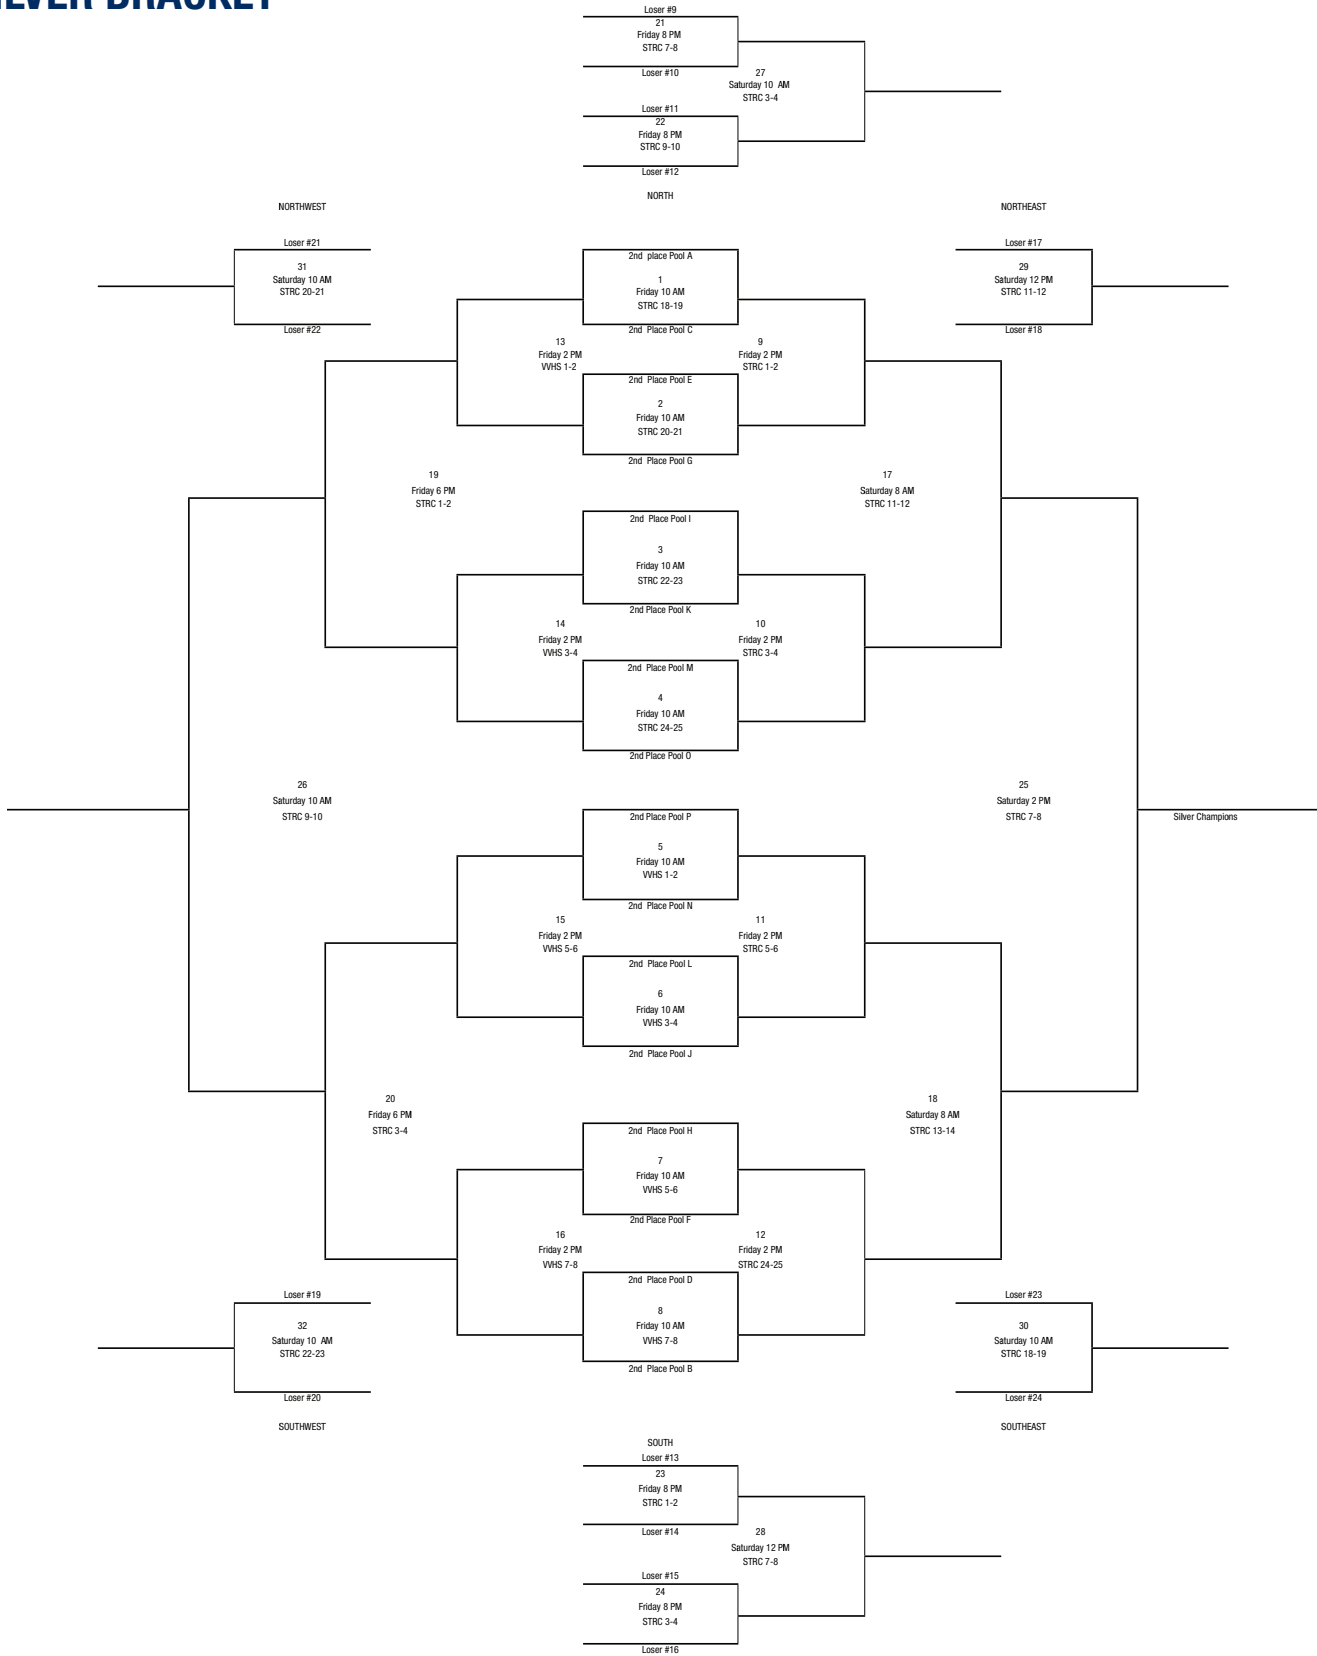 BRACKET
Loser #9
21
Friday 8 PM
STRC 7-8
Loser #10
27
Saturday 10 AM
STRC 3-4
Loser #11
22
Friday 8 PM
STRC 9-10
Loser #12
NORTH
NORTHWEST
NORTHEAST
Loser #21
31
Saturday 10 AM
STRC 20-21
Loser #22
2nd place Pool A
1
Friday 10 AM
STRC 18-19
2nd Place Pool C
Loser #17
29
Saturday 12 PM
STRC 11-12
Loser #18
13
Friday 2 PM
VVHS 1-2
9
Friday 2 PM
STRC 1-2
2nd Place Pool E
2
Friday 10 AM
STRC 20-21
2nd Place Pool G
19
Friday 6 PM
STRC 1-2
17
Saturday 8 AM
STRC 11-12
2nd Place Pool I
3
Friday 10 AM
STRC 22-23
2nd Place Pool K
14
Friday 2 PM
VVHS 3-4
10
Friday 2 PM
STRC 3-4
2nd Place Pool M
4
Friday 10 AM
STRC 24-25
2nd Place Pool O
26
Saturday 10 AM
STRC 9-10
25
Saturday 2 PM
STRC 7-8
Silver Champions
2nd Place Pool P
5
Friday 10 AM
VVHS 1-2
2nd Place Pool N
15
Friday 2 PM
VVHS 5-6
11
Friday 2 PM
STRC 5-6
2nd Place Pool L
6
Friday 10 AM
VVHS 3-4
2nd Place Pool J
20
Friday 6 PM
STRC 3-4
18
Saturday 8 AM
STRC 13-14
2nd Place Pool H
7
Friday 10 AM
VVHS 5-6
2nd Place Pool F
16
Friday 2 PM
VVHS 7-8
12
Friday 2 PM
STRC 24-25
2nd Place Pool D
8
Friday 10 AM
VVHS 7-8
2nd Place Pool B
Loser #19
32
Saturday 10 AM
STRC 22-23
Loser #20
Loser #23
30
Saturday 10 AM
STRC 18-19
Loser #24
SOUTHWEST
SOUTHEAST
SOUTH
Loser #13
23
Friday 8 PM
STRC 1-2
Loser #14
28
Saturday 12 PM
STRC 7-8
Loser #15
24
Friday 8 PM
STRC 3-4
Loser #16